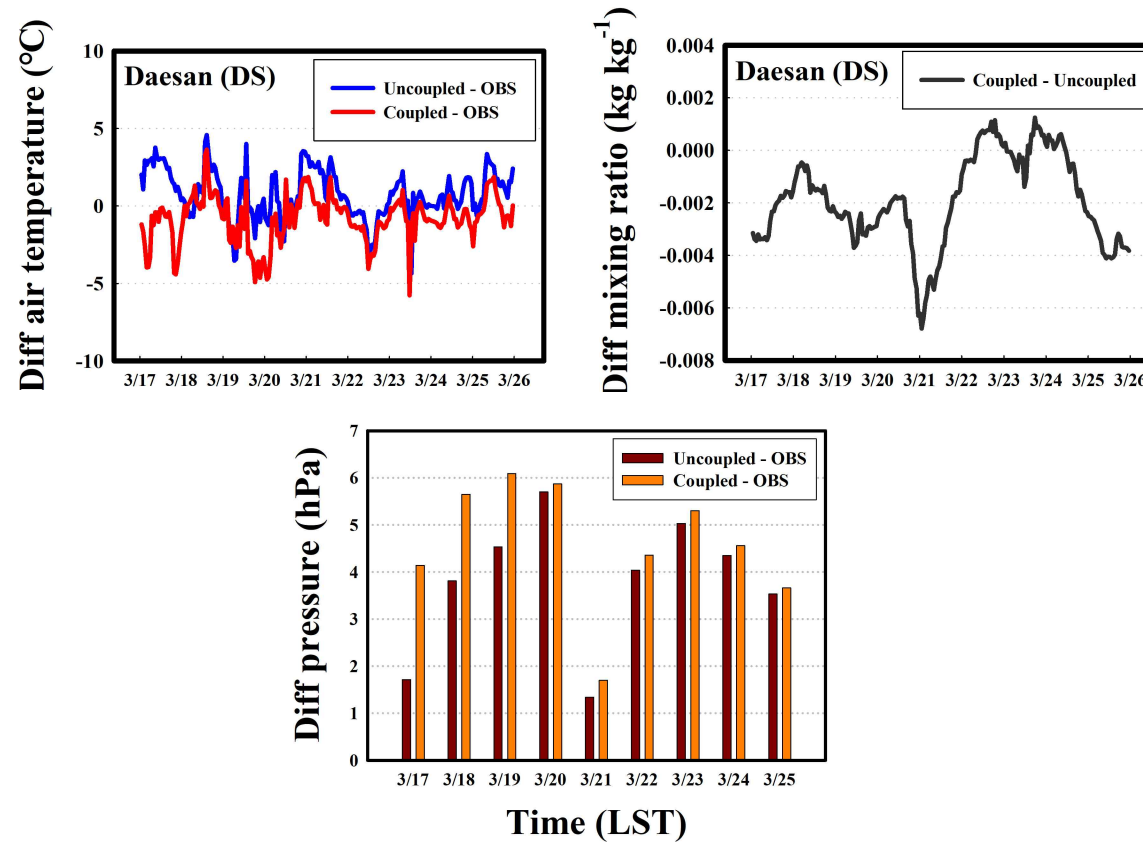 Diff air temperature (°C)
10
5
0
-5
-10
Daesan (DS)
Uncoupled - OBS
Coupled - OBS
3/17 3/18 3/19 3/20 3/21 3/22 3/23 3/24 3/25 3/26
Diff mixing ratio (kg kg-1)
0.004
0.002
0.000
-0.002
-0.004
-0.006
-0.008
Daesan (DS)
Coupled - Uncoupled
3/17 3/18 3/19 3/20 3/21 3/22 3/23 3/24 3/25 3/26
Diff pressure (hPa)
7
6
5
4
3
2
1
0
Uncoupled - OBS
Coupled - OBS
3/17 3/18 3/19 3/20 3/21 3/22 3/23 3/24 3/25
Time (LST)